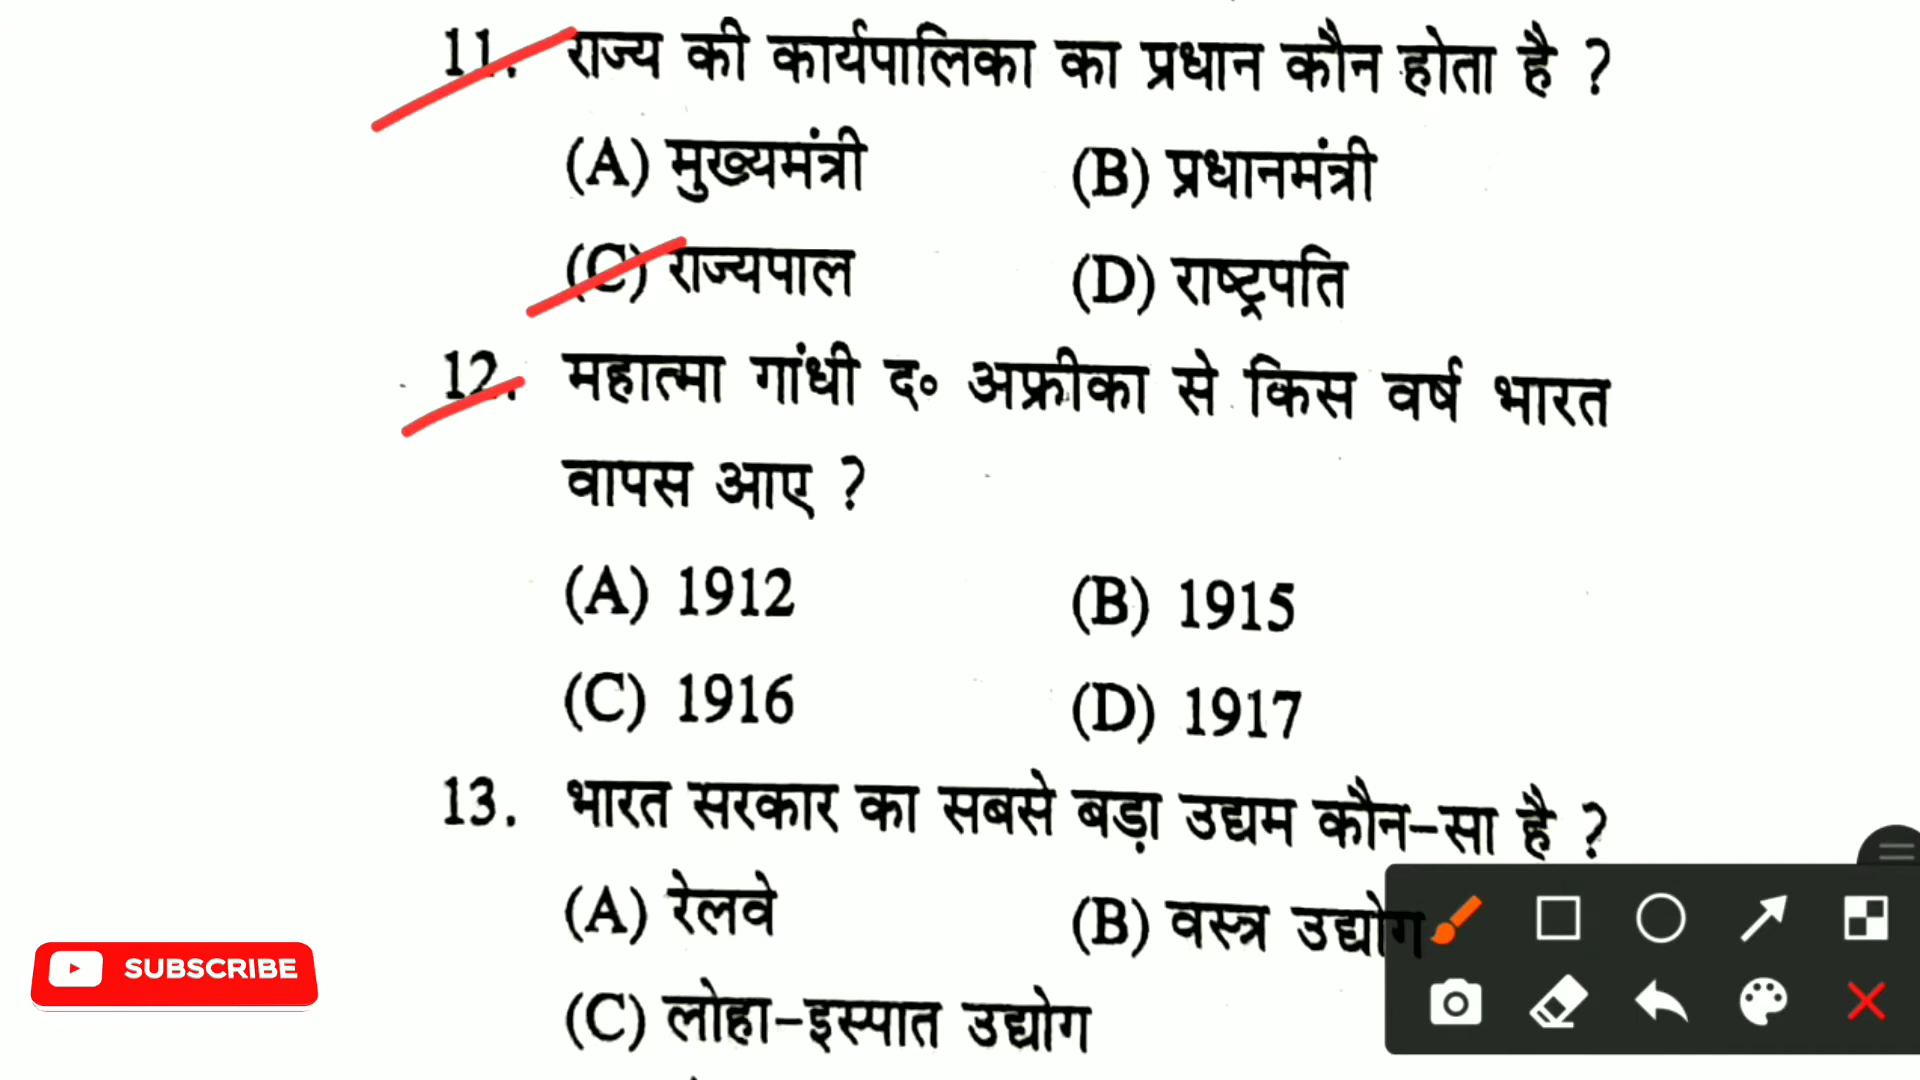 11. राज्य की कार्यपालिका का प्रधान कौन होता है ?
(A) मुख्यमंत्री (B) प्रधानमंत्री
(C) राज्यपाल (D) राष्ट्रपति
12. महात्मा गांधी द॰ अफ्रीका से किस वर्ष भारत
वापस आए ?
(A) 1912 (B) 1915
(C) 1916 (D) 1917
13. भारत सरकार का सबसे बड़ा उद्यम कौन-सा है ?
(A) रेलवे (B) वस्त्र उद्योग
(C) लोहा-इस्पात उद्योग
SUBSCRIBE